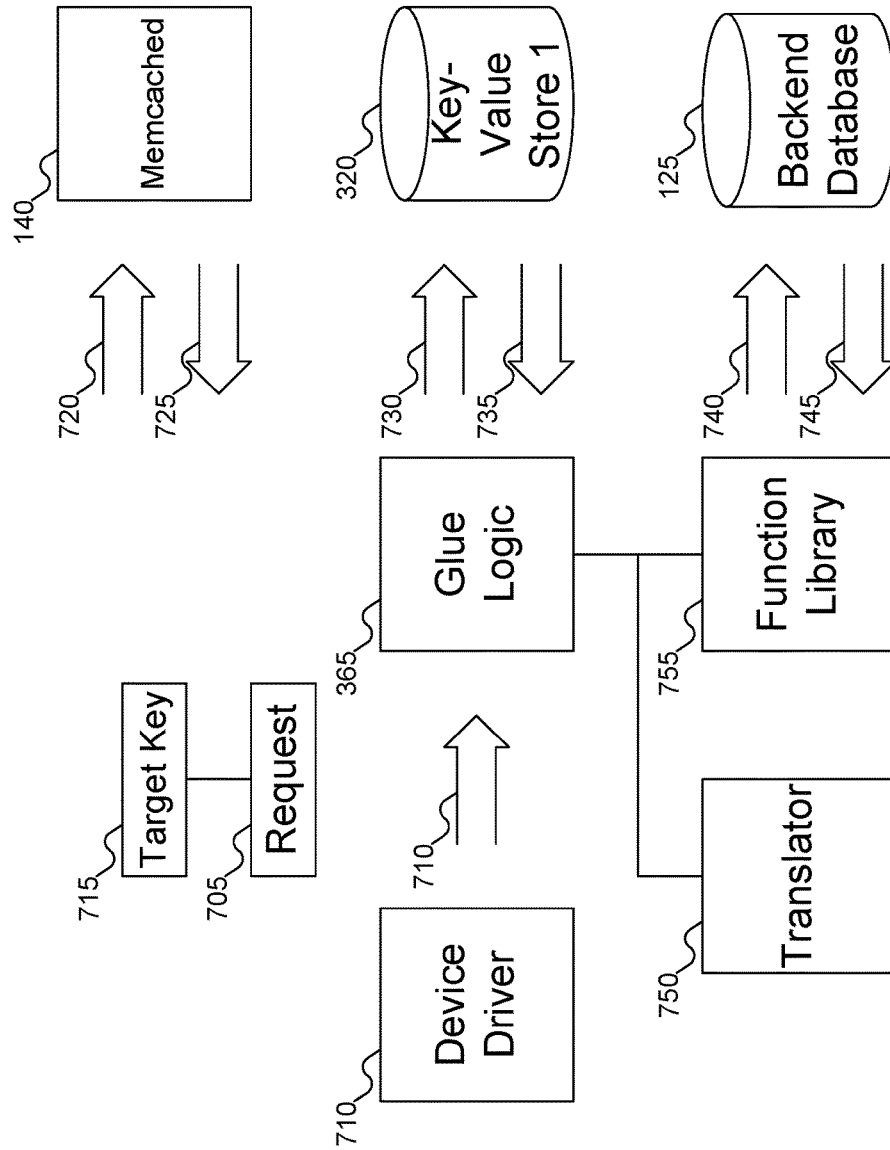 715
Target Key
705
Request
720
725
140
Memcached
710
Device
Driver
710
365
Glue
Logic
730
735
320
Key-
Value
Store 1
750
Translator
755
Function
Library
740
745
125
Backend
Database